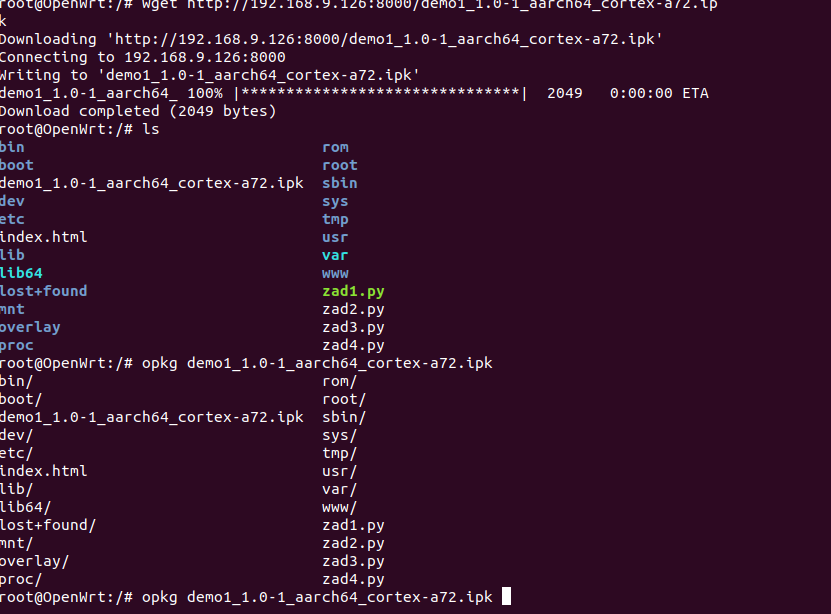 root@OpenWrt:/# wget http://192.168.9.126:8000/demo1_1.0-1_aarch64_cortex-a72.ip
k
Downloading 'http://192.168.9.126:8000/demo1_1.0-1_aarch64_cortex-a72.ipk'
Connecting to 192.168.9.126:8000
Writing to 'demo1_1.0-1_aarch64_cortex-a72.ipk'
demo1_1.0-1_aarch64_ 100% |*******************************|  2049   0:00:00 ETA
Download completed (2049 bytes)
root@OpenWrt:/# ls
bin                                 rom
boot                                root
demo1_1.0-1_aarch64_cortex-a72.ipk  sbin
dev                                 sys
etc                                 tmp
index.html                          usr
lib                                 var
lib64                               www
lost+found                          zad1.py
mnt                                 zad2.py
overlay                             zad3.py
proc                                zad4.py
root@OpenWrt:/# opkg demo1_1.0-1_aarch64_cortex-a72.ipk
bin/                                rom/
boot/                               root/
demo1_1.0-1_aarch64_cortex-a72.ipk  sbin/
dev/                                sys/
etc/                                tmp/
index.html                          usr/
lib/                                var/
lib64/                              www/
lost+found/                         zad1.py
mnt/                                zad2.py
overlay/                            zad3.py
proc/                               zad4.py
root@OpenWrt:/# opkg demo1_1.0-1_aarch64_cortex-a72.ipk